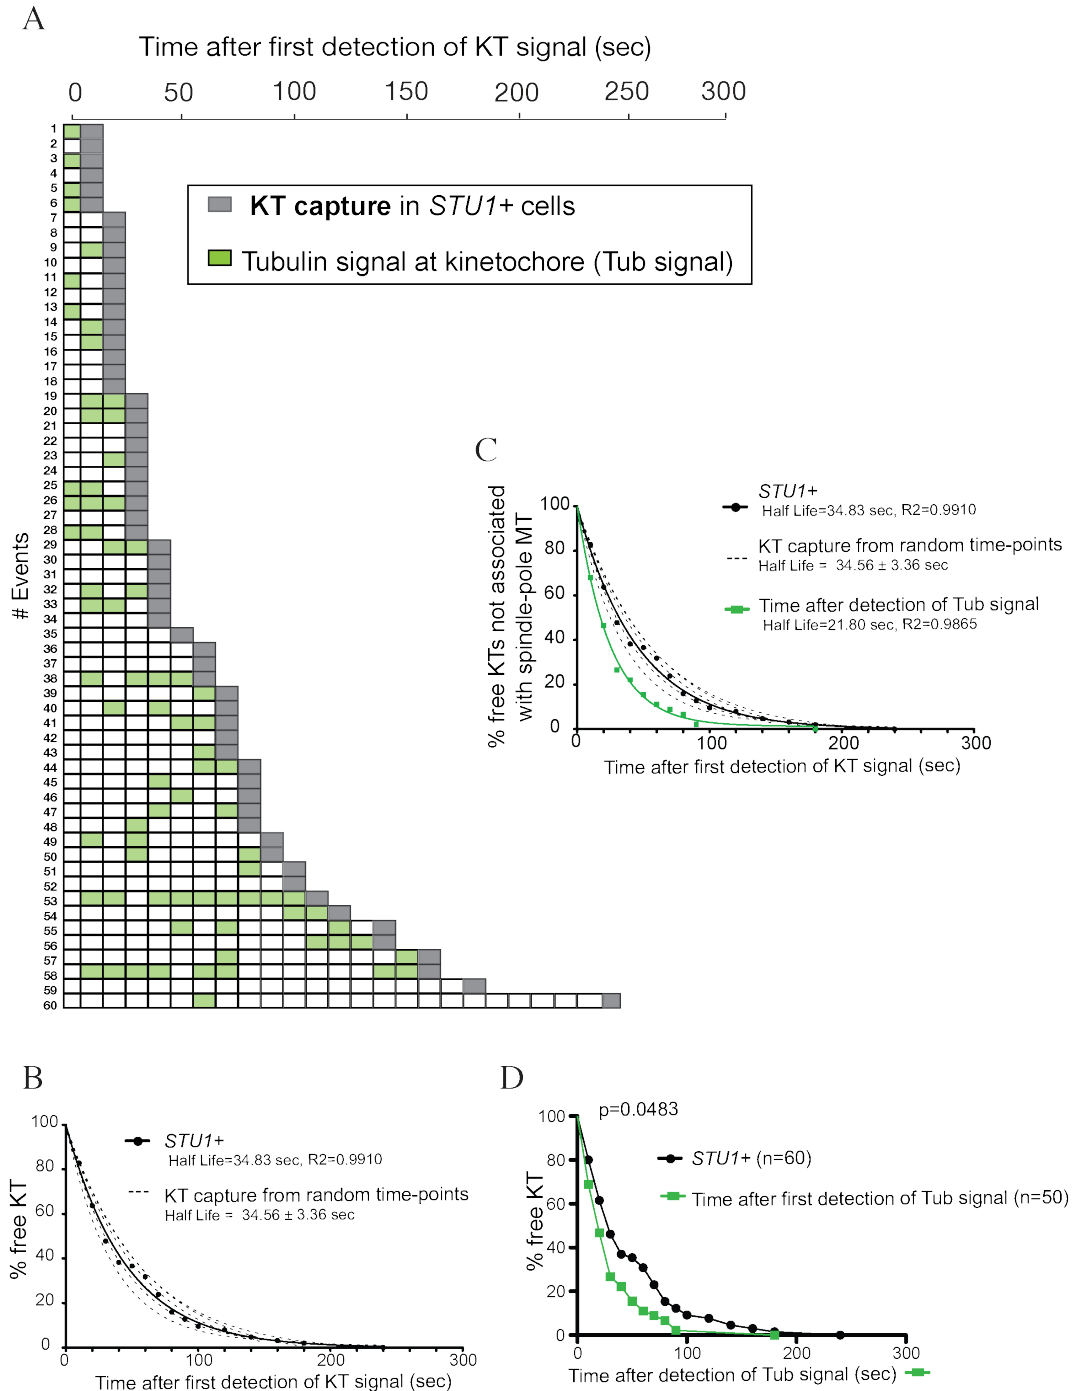 A
Time after first detection of KT signal (sec)
0 50 100 150 200 250 300
1
2
3
4
5
6
7
8
9
10
11
12
13
14
15
16
17
18
19
20
21
22
23
24
25
26
27
28
29
30
31
32
33
34
35
36
37
38
39
40
41
42
43
44
45
46
47
48
49
50
51
52
53
54
55
56
57
58
59
60
# Events
KT capture in STU1+ cells
Tubulin signal at kinetochore (Tub signal)
C
% free KTs not associated
with spindle-pole MT
100
80
60
40
20
0
0 100 200 300
Time after first detection of KT signal (sec)
STU1+
Half Life=34.83 sec, R2=0.9910
KT capture from random time-points
Half Life = 34.56 ± 3.36 sec
Time after detection of Tub signal
Half Life=21.80 sec, R2=0.9865
B
% free KT
100
80
60
40
20
0
0 100 200 300
Time after first detection of KT signal (sec)
STU1+
Half Life=34.83 sec, R2=0.9910
KT capture from random time-points
Half Life = 34.56 ± 3.36 sec
D
% free KT
100
80
60
40
20
0
0 100 200 300
Time after detection of Tub signal (sec)
p=0.0483
STU1+ (n=60)
Time after first detection of Tub signal (n=50)